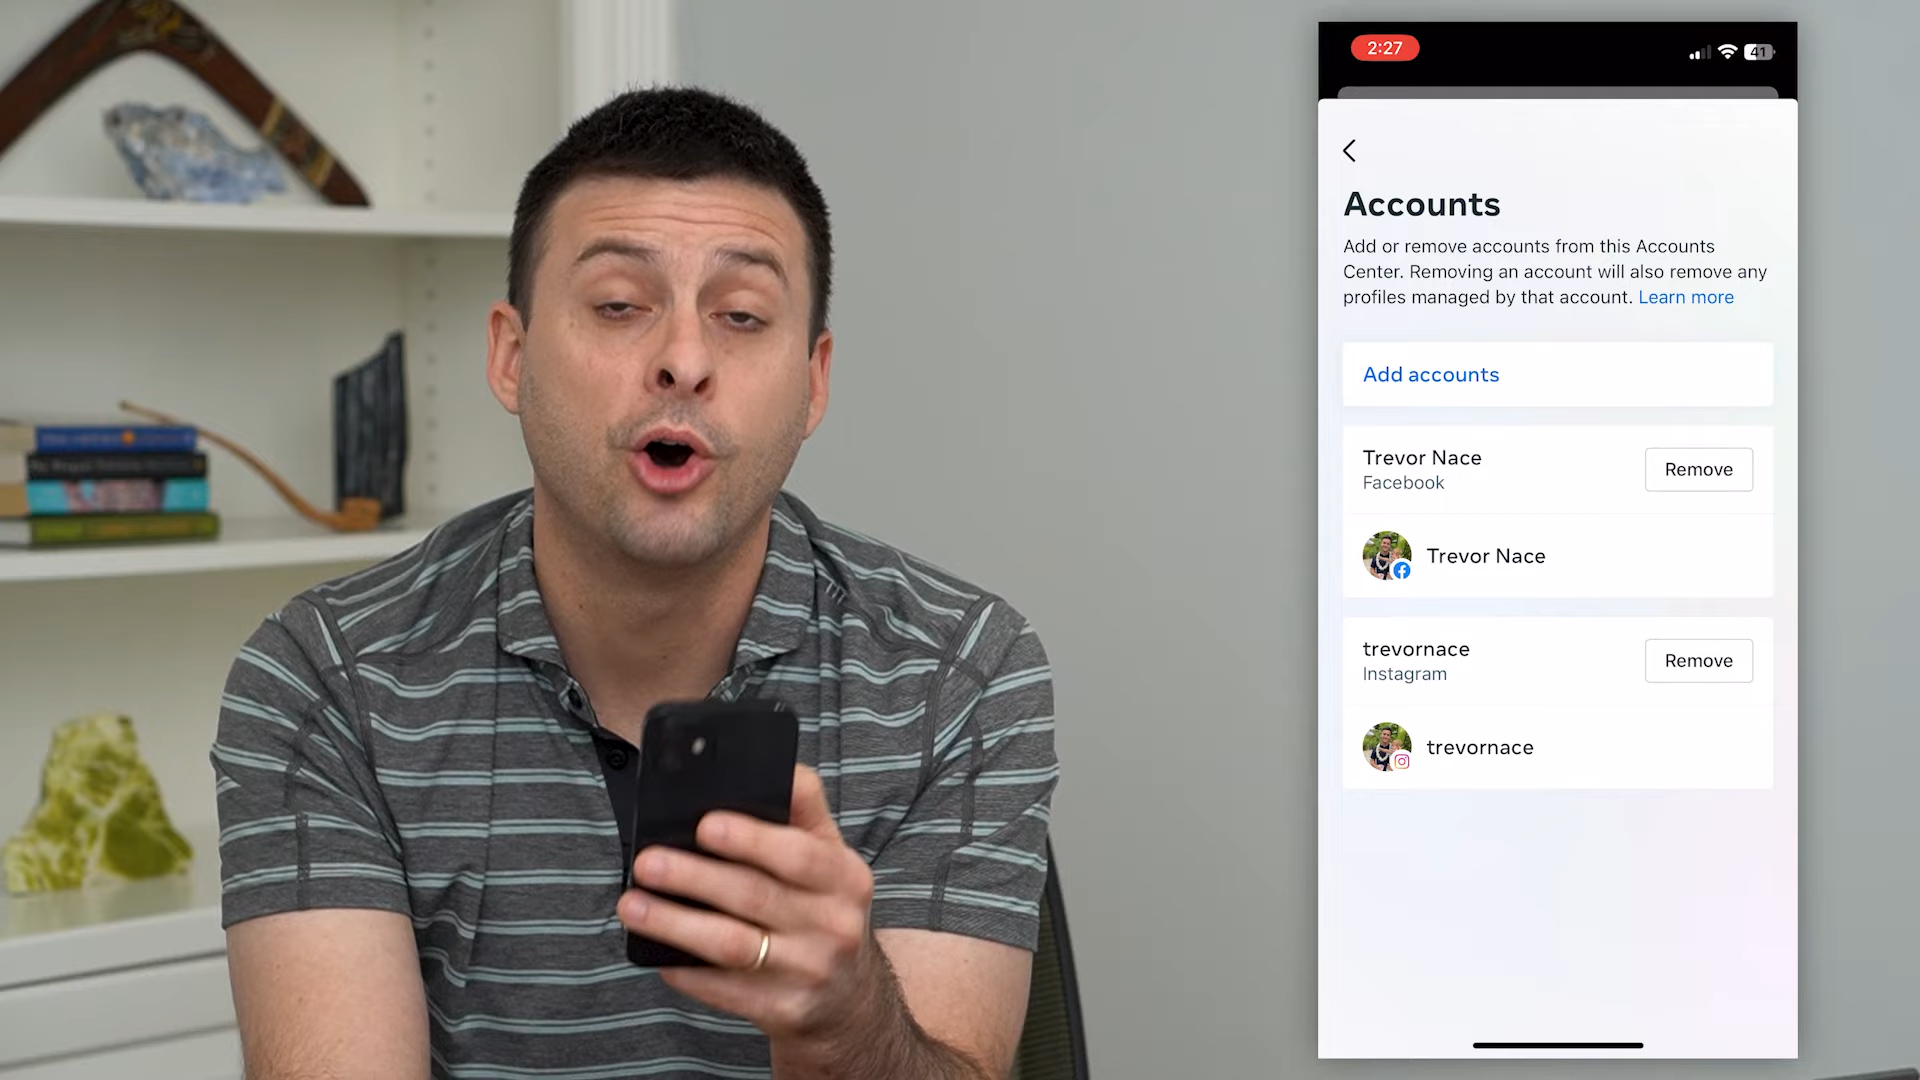 2:27
41
Accounts
Add or remove accounts from this Accounts
Center. Removing an account will also remove any
profiles managed by that account. Learn more
Add accounts
Trevor Nace
Facebook
Remove
Trevor Nace
trevornace
Instagram
Remove
trevornace